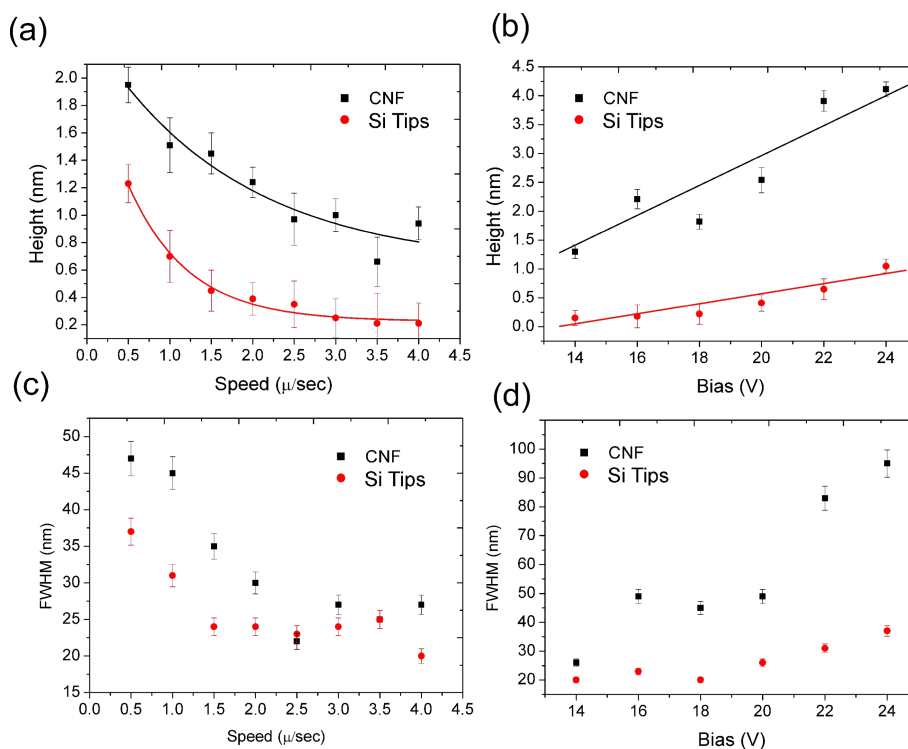 (a)
2.0
1.8
1.6
1.4
1.2
1.0
0.8
0.6
0.4
0.2
Height (nm)
CNF
Si Tips
0.0 0.5 1.0 1.5 2.0 2.5 3.0 3.5 4.0 4.5
Speed (μ/sec)
(b)
4.5
4.0
3.5
3.0
2.5
2.0
1.5
1.0
0.5
0.0
Height (nm)
CNF
Si Tips
14 16 18 20 22 24
Bias (V)
(c)
50
45
40
35
30
25
20
15
FWHM (nm)
CNF
Si Tips
0.0 0.5 1.0 1.5 2.0 2.5 3.0 3.5 4.0 4.5
Speed (μ/sec)
(d)
100
90
80
70
60
50
40
30
20
FWHM (nm)
CNF
Si Tips
14 16 18 20 22 24
Bias (V)